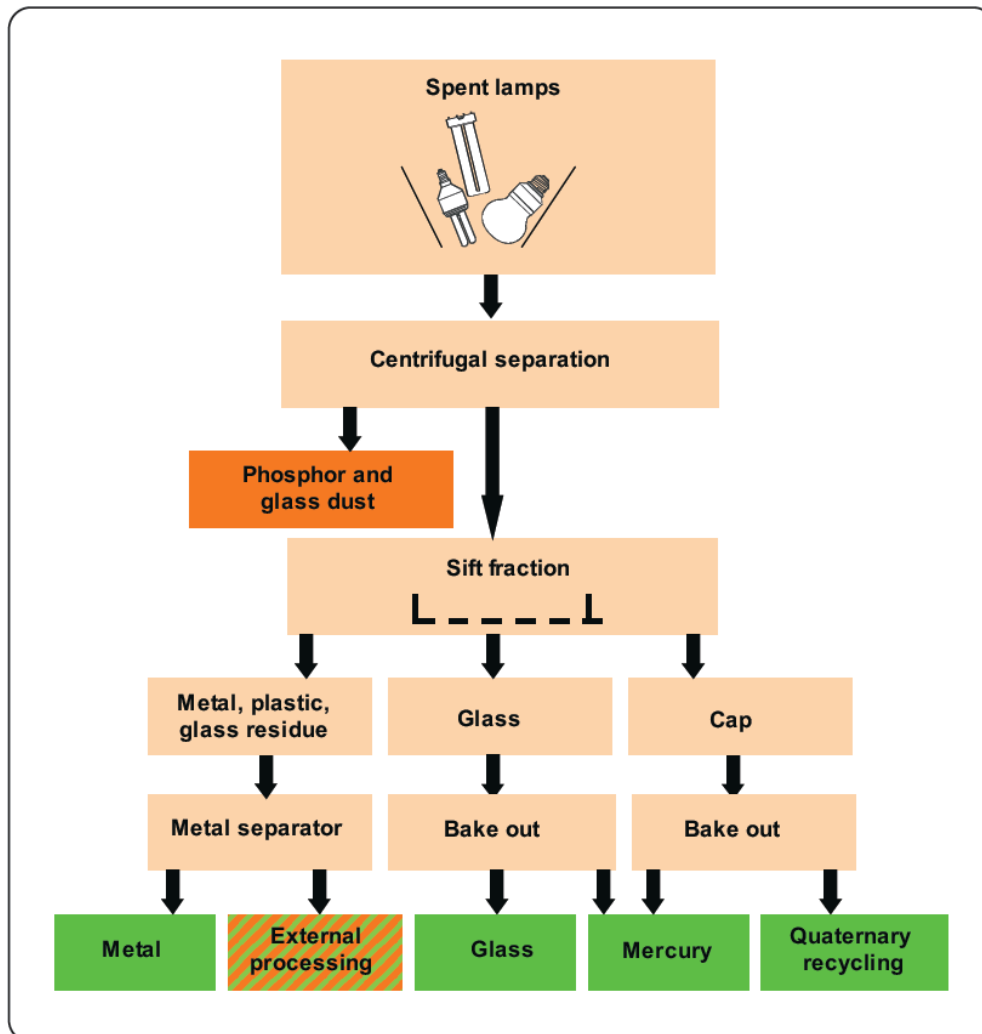 Spent lamps
Centrifugal separation
Phosphor and
glass dust
Sift fraction
Metal, plastic,
glass residue
Glass
Cap
Metal separator
Bake out
Bake out
Metal
External
processing
Glass
Mercury
Quaternary
recycling